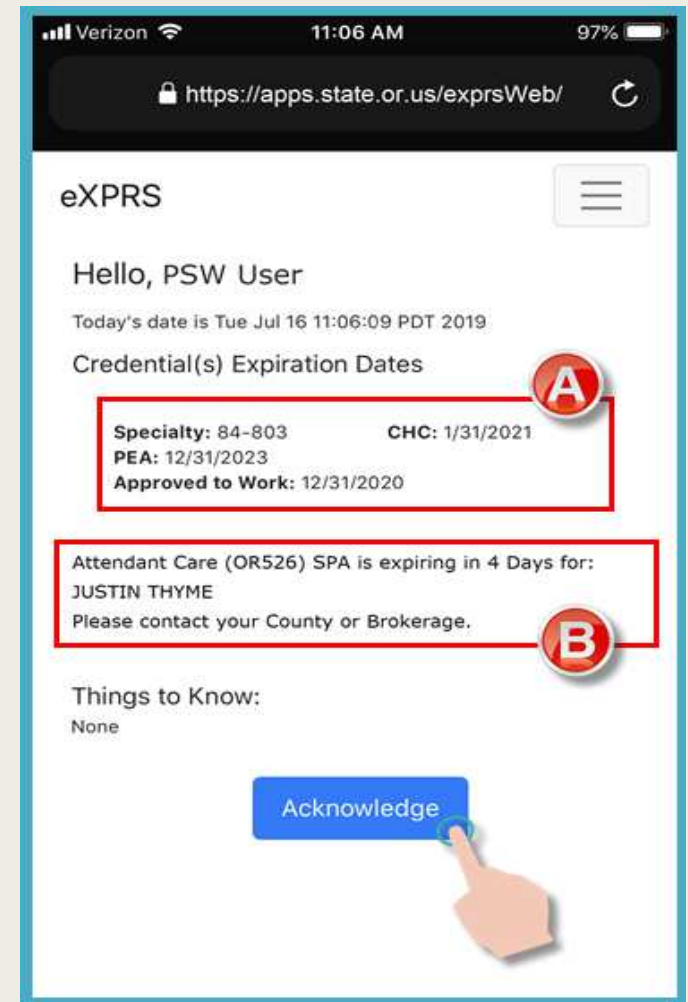 Verizon 11:06 AM 97%
https://apps.state.or.us/exprsWeb/
eXPRS
Hello, PSW User
Today's date is Tue Jul 16 11:06:09 PDT 2019
Credential(s) Expiration Dates
A
Specialty: 84-803 CHC: 1/31/2021
PEA: 12/31/2023
Approved to Work: 12/31/2020
Attendant Care (OR526) SPA is expiring in 4 Days for:
JUSTIN THYME
Please contact your County or Brokerage.
B
Things to Know:
None
Acknowledge